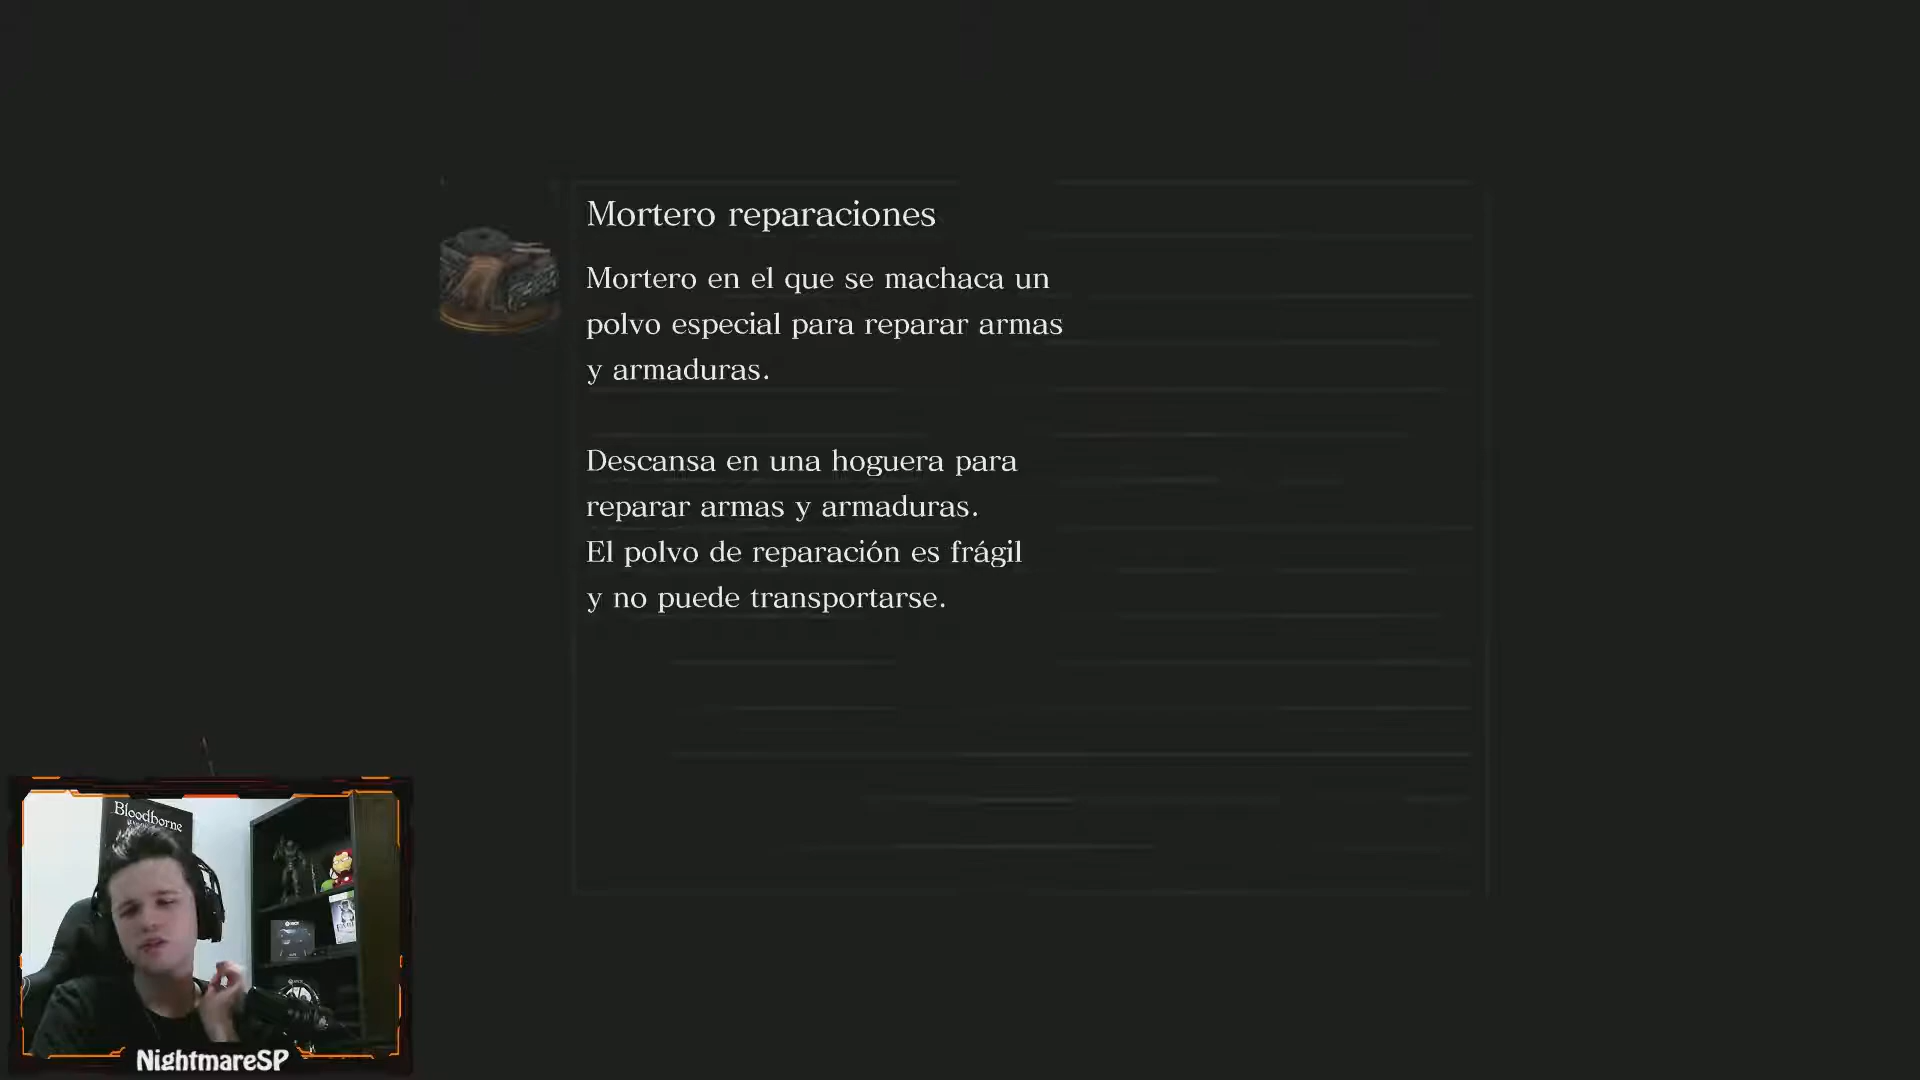 Mortero reparaciones
Mortero en el que se machaca un
polvo especial para reparar armas
y armaduras.
Descansa en una hoguera para
reparar armas y armaduras.
El polvo de reparación es frágil
y no puede transportarse.
Bloodborne
NightmareSP